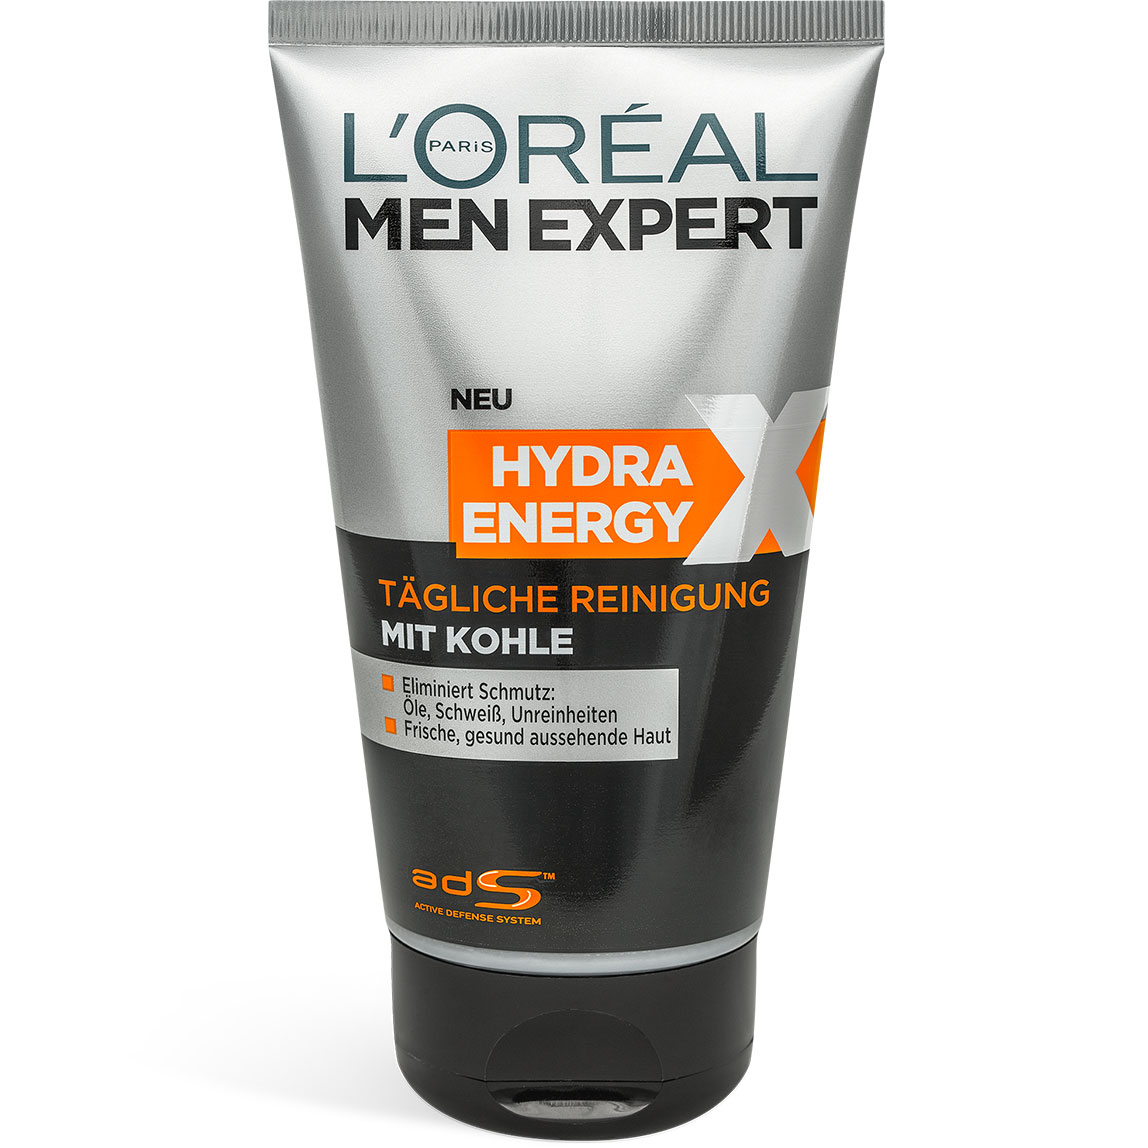 L'ORÉAL
PARiS
MEN EXPERT
NEU
HYDRA
ENERGY
X
TÄGLICHE REINIGUNG
MIT KOHLE
Eliminiert Schmutz:
Öle, Schweiß, Unreinheiten
Frische, gesund aussehende Haut
adS™
ACTIVE DEFENSE SYSTEM